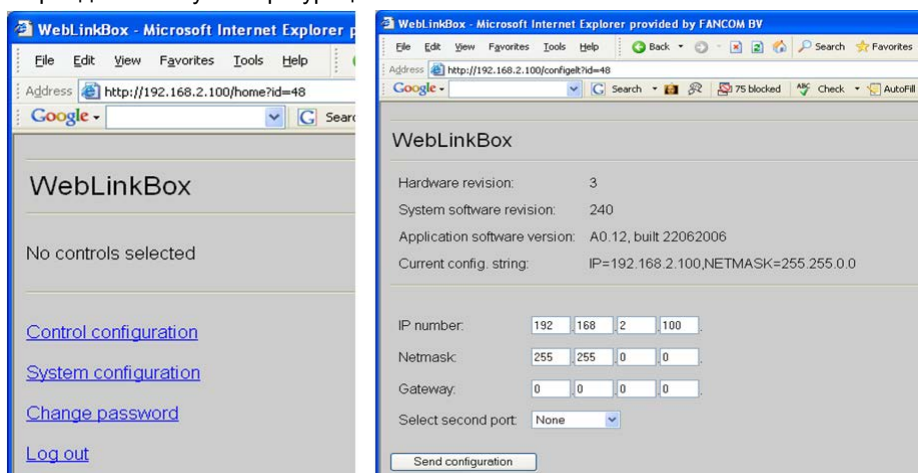 WebLinkBox - Microsoft Internet Explorer
File Edit View Favorites Tools Help
Address http://192.168.2.100/home?id=48
Google
WebLinkBox
No controls selected
Control configuration
System configuration
Change password
Log out
WebLinkBox - Microsoft Internet Explorer provided by FANCOM BV
File Edit View Favorites Tools Help Back Search Favorites
Address http://192.168.2.100/configelt?id=48
Google Search 75 blocked Check AutoFill
WebLinkBox
Hardware revision: 3
System software revision: 240
Application software version: A0.12, built 22062006
Current config. string: IP=192.168.2.100,NETMASK=255.255.0.0
IP number: 192 . 168 . 2 . 100 .
Netmask: 255 . 255 . 0 . 0 .
Gateway: 0 . 0 . 0 . 0 .
Select second port: None
Send configuration